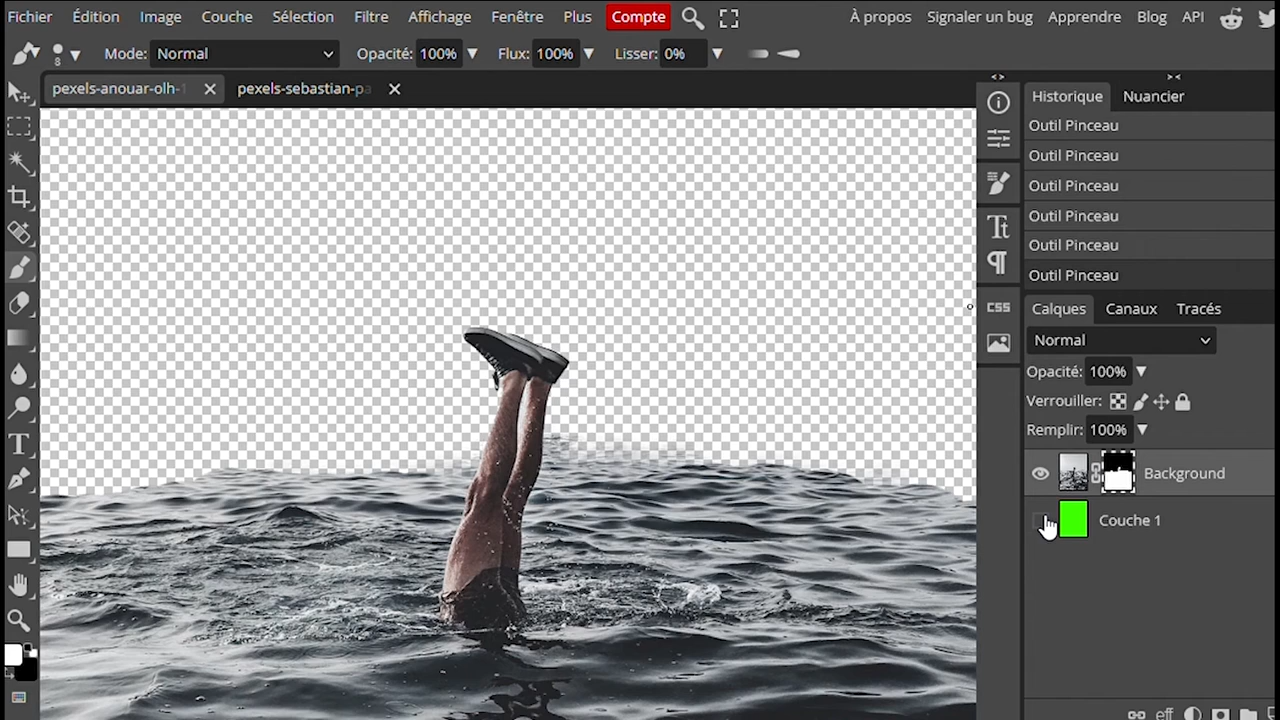 Fichier Édition Image Couche Sélection Filtre Affichage Fenêtre Plus Compte À propos Signaler un bug Apprendre Blog API
8 Mode: Normal Opacité: 100% Flux: 100% Lisser: 0%
pexels-anouar-olh-1 pexels-sebastian-pa
Historique Nuancier
Outil Pinceau
Outil Pinceau
Outil Pinceau
Outil Pinceau
Outil Pinceau
Outil Pinceau
CSS
Calques Canaux Tracés
Normal
Opacité: 100%
Verrouiller:
Remplir: 100%
Background
Couche 1
eff